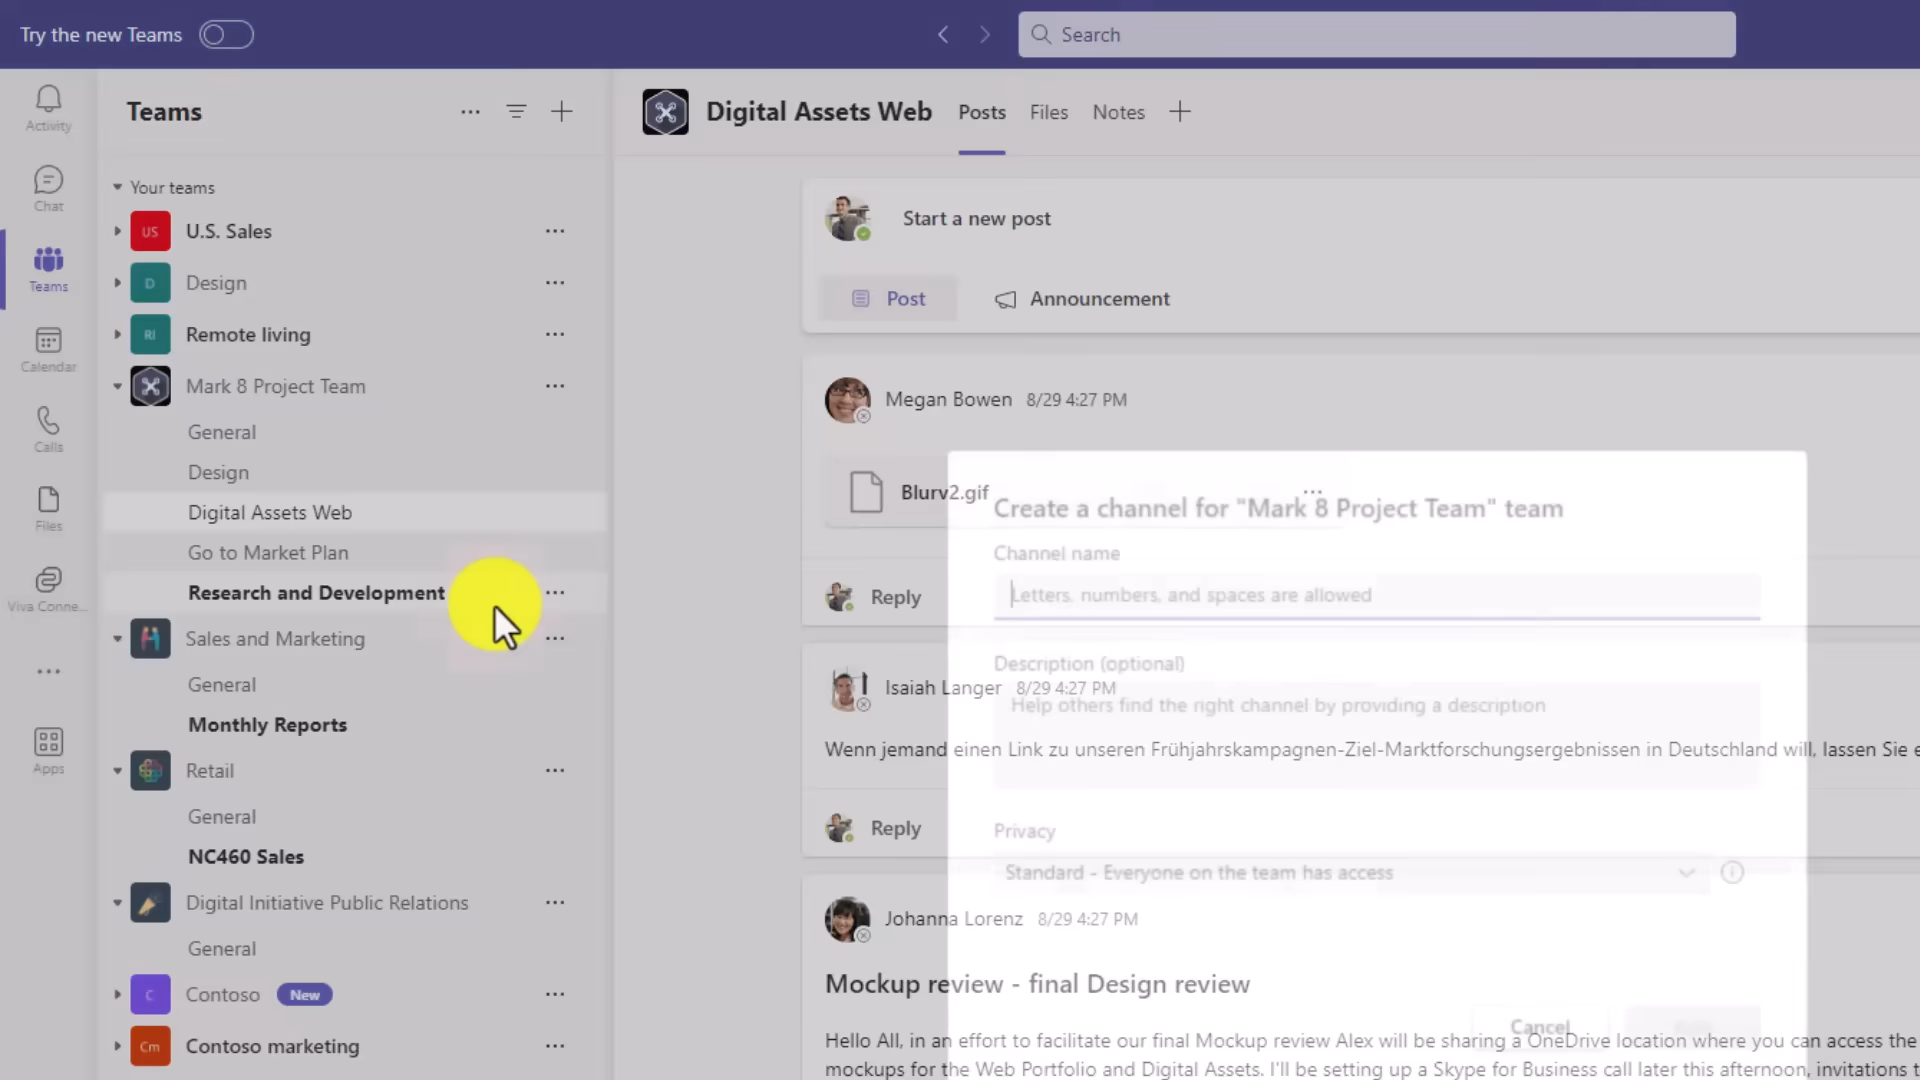 Try the new Teams
Search
Activity
Chat
Teams
Calendar
Calls
Files
Viva Conne...
Apps
Teams
Your teams
US U.S. Sales
D Design
Rl Remote living
Mark 8 Project Team
General
Design
Digital Assets Web
Go to Market Plan
Research and Development
Sales and Marketing
General
Monthly Reports
Retail
General
NC460 Sales
Digital Initiative Public Relations
General
C Contoso New
Cm Contoso marketing
Digital Assets Web Posts Files Notes
Start a new post
Post Announcement
Megan Bowen 8/29 4:27 PM
Blurv2.gif
Reply
Isaiah Langer 8/29 4:27 PM
Wenn jemand einen Link zu unseren Frühjahrskampagnen-Ziel-Marktforschungsergebnissen in Deutschland will, lassen Sie e
Reply
Johanna Lorenz 8/29 4:27 PM
Mockup review - final Design review
Hello All, in an effort to facilitate our final Mockup review Alex will be sharing a OneDrive location where you can access the
mockups for the Web Portfolio and Digital Assets. I'll be setting up a Skype for Business call later this afternoon, invitations t
Create a channel for "Mark 8 Project Team" team
Channel name
Letters, numbers, and spaces are allowed
Description (optional)
Help others find the right channel by providing a description
Privacy
Standard - Everyone on the team has access
Cancel